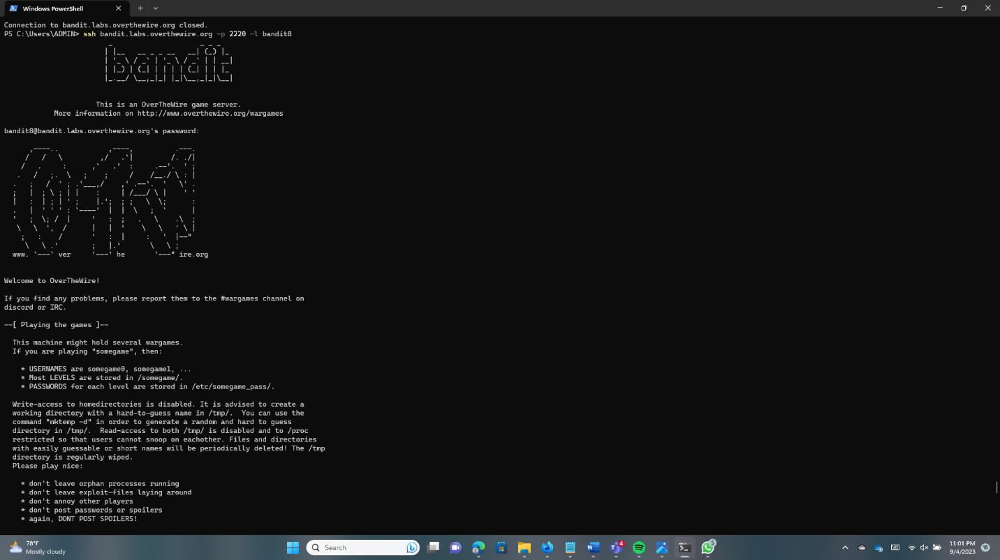 Windows PowerShell
Connection to bandit.labs.overthewire.org closed.
PS C:\Users\ADMIN> ssh bandit.labs.overthewire.org -p 2220 -l bandit8
This is an OverTheWire game server.
More information on http://www.overthewire.org/wargames
bandit8@bandit.labs.overthewire.org's password:
www. `---` ver '---' he '---" ire.org
Welcome to OverTheWire!
If you find any problems, please report them to the #wargames channel on
discord or IRC.
--[ Playing the games ]--
This machine might hold several wargames.
If you are playing "somegame", then:
* USERNAMES are somegame0, somegame1, ...
* Most LEVELS are stored in /somegame/.
* PASSWORDS for each level are stored in /etc/somegame_pass/.
Write-access to homedirectories is disabled. It is advised to create a
working directory with a hard-to-guess name in /tmp/.  You can use the
command "mktemp -d" in order to generate a random and hard to guess
directory in /tmp/.  Read-access to both /tmp/ is disabled and to /proc
restricted so that users cannot snoop on eachother. Files and directories
with easily guessable or short names will be periodically deleted! The /tmp
directory is regularly wiped.
Please play nice:
* don't leave orphan processes running
* don't leave exploit-files laying around
* don't annoy other players
* don't post passwords or spoilers
* again, DONT POST SPOILERS!
78°F
Mostly cloudy
Search
4
5
11:01 PM
9/4/2023
18